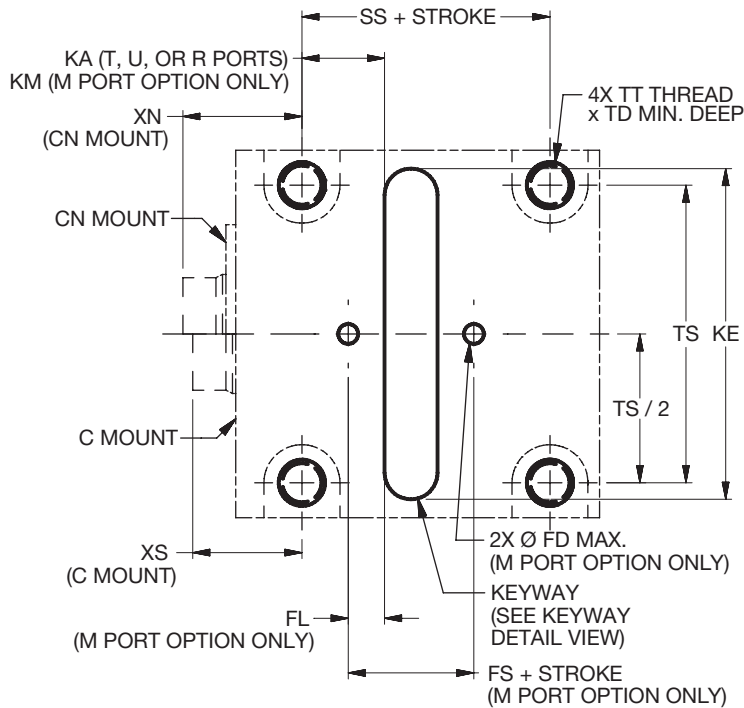 SS + STROKE
KA (T, U, OR R PORTS)
KM (M PORT OPTION ONLY)
XN
(CN MOUNT)
4X TT THREAD
x TD MIN. DEEP
CN MOUNT
TS
KE
TS / 2
C MOUNT
XS
(C MOUNT)
2X Ø FD MAX.
(M PORT OPTION ONLY)
KEYWAY
(SEE KEYWAY
DETAIL VIEW)
FL
(M PORT OPTION ONLY)
FS + STROKE
(M PORT OPTION ONLY)